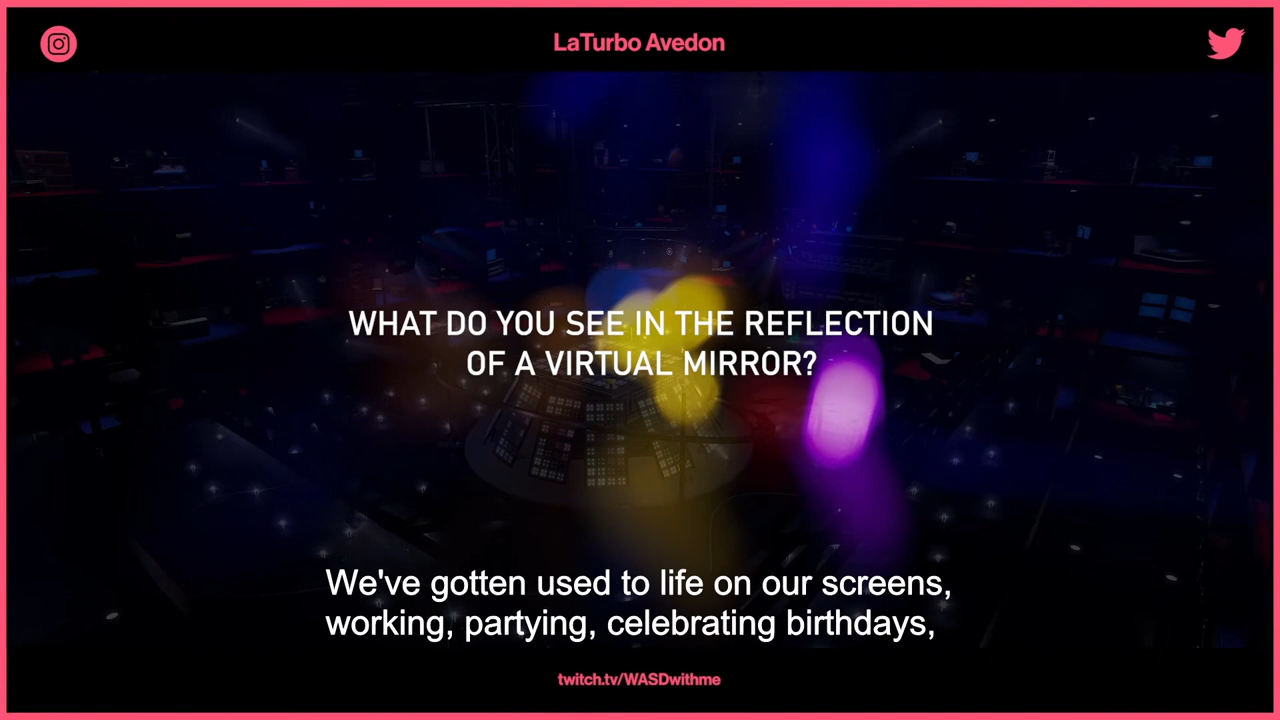 LaTurbo Avedon
WHAT DO YOU SEE IN THE REFLECTION
OF A VIRTUAL MIRROR?
We've gotten used to life on our screens,
working, partying, celebrating birthdays,
twitch.tv/WASDwithme